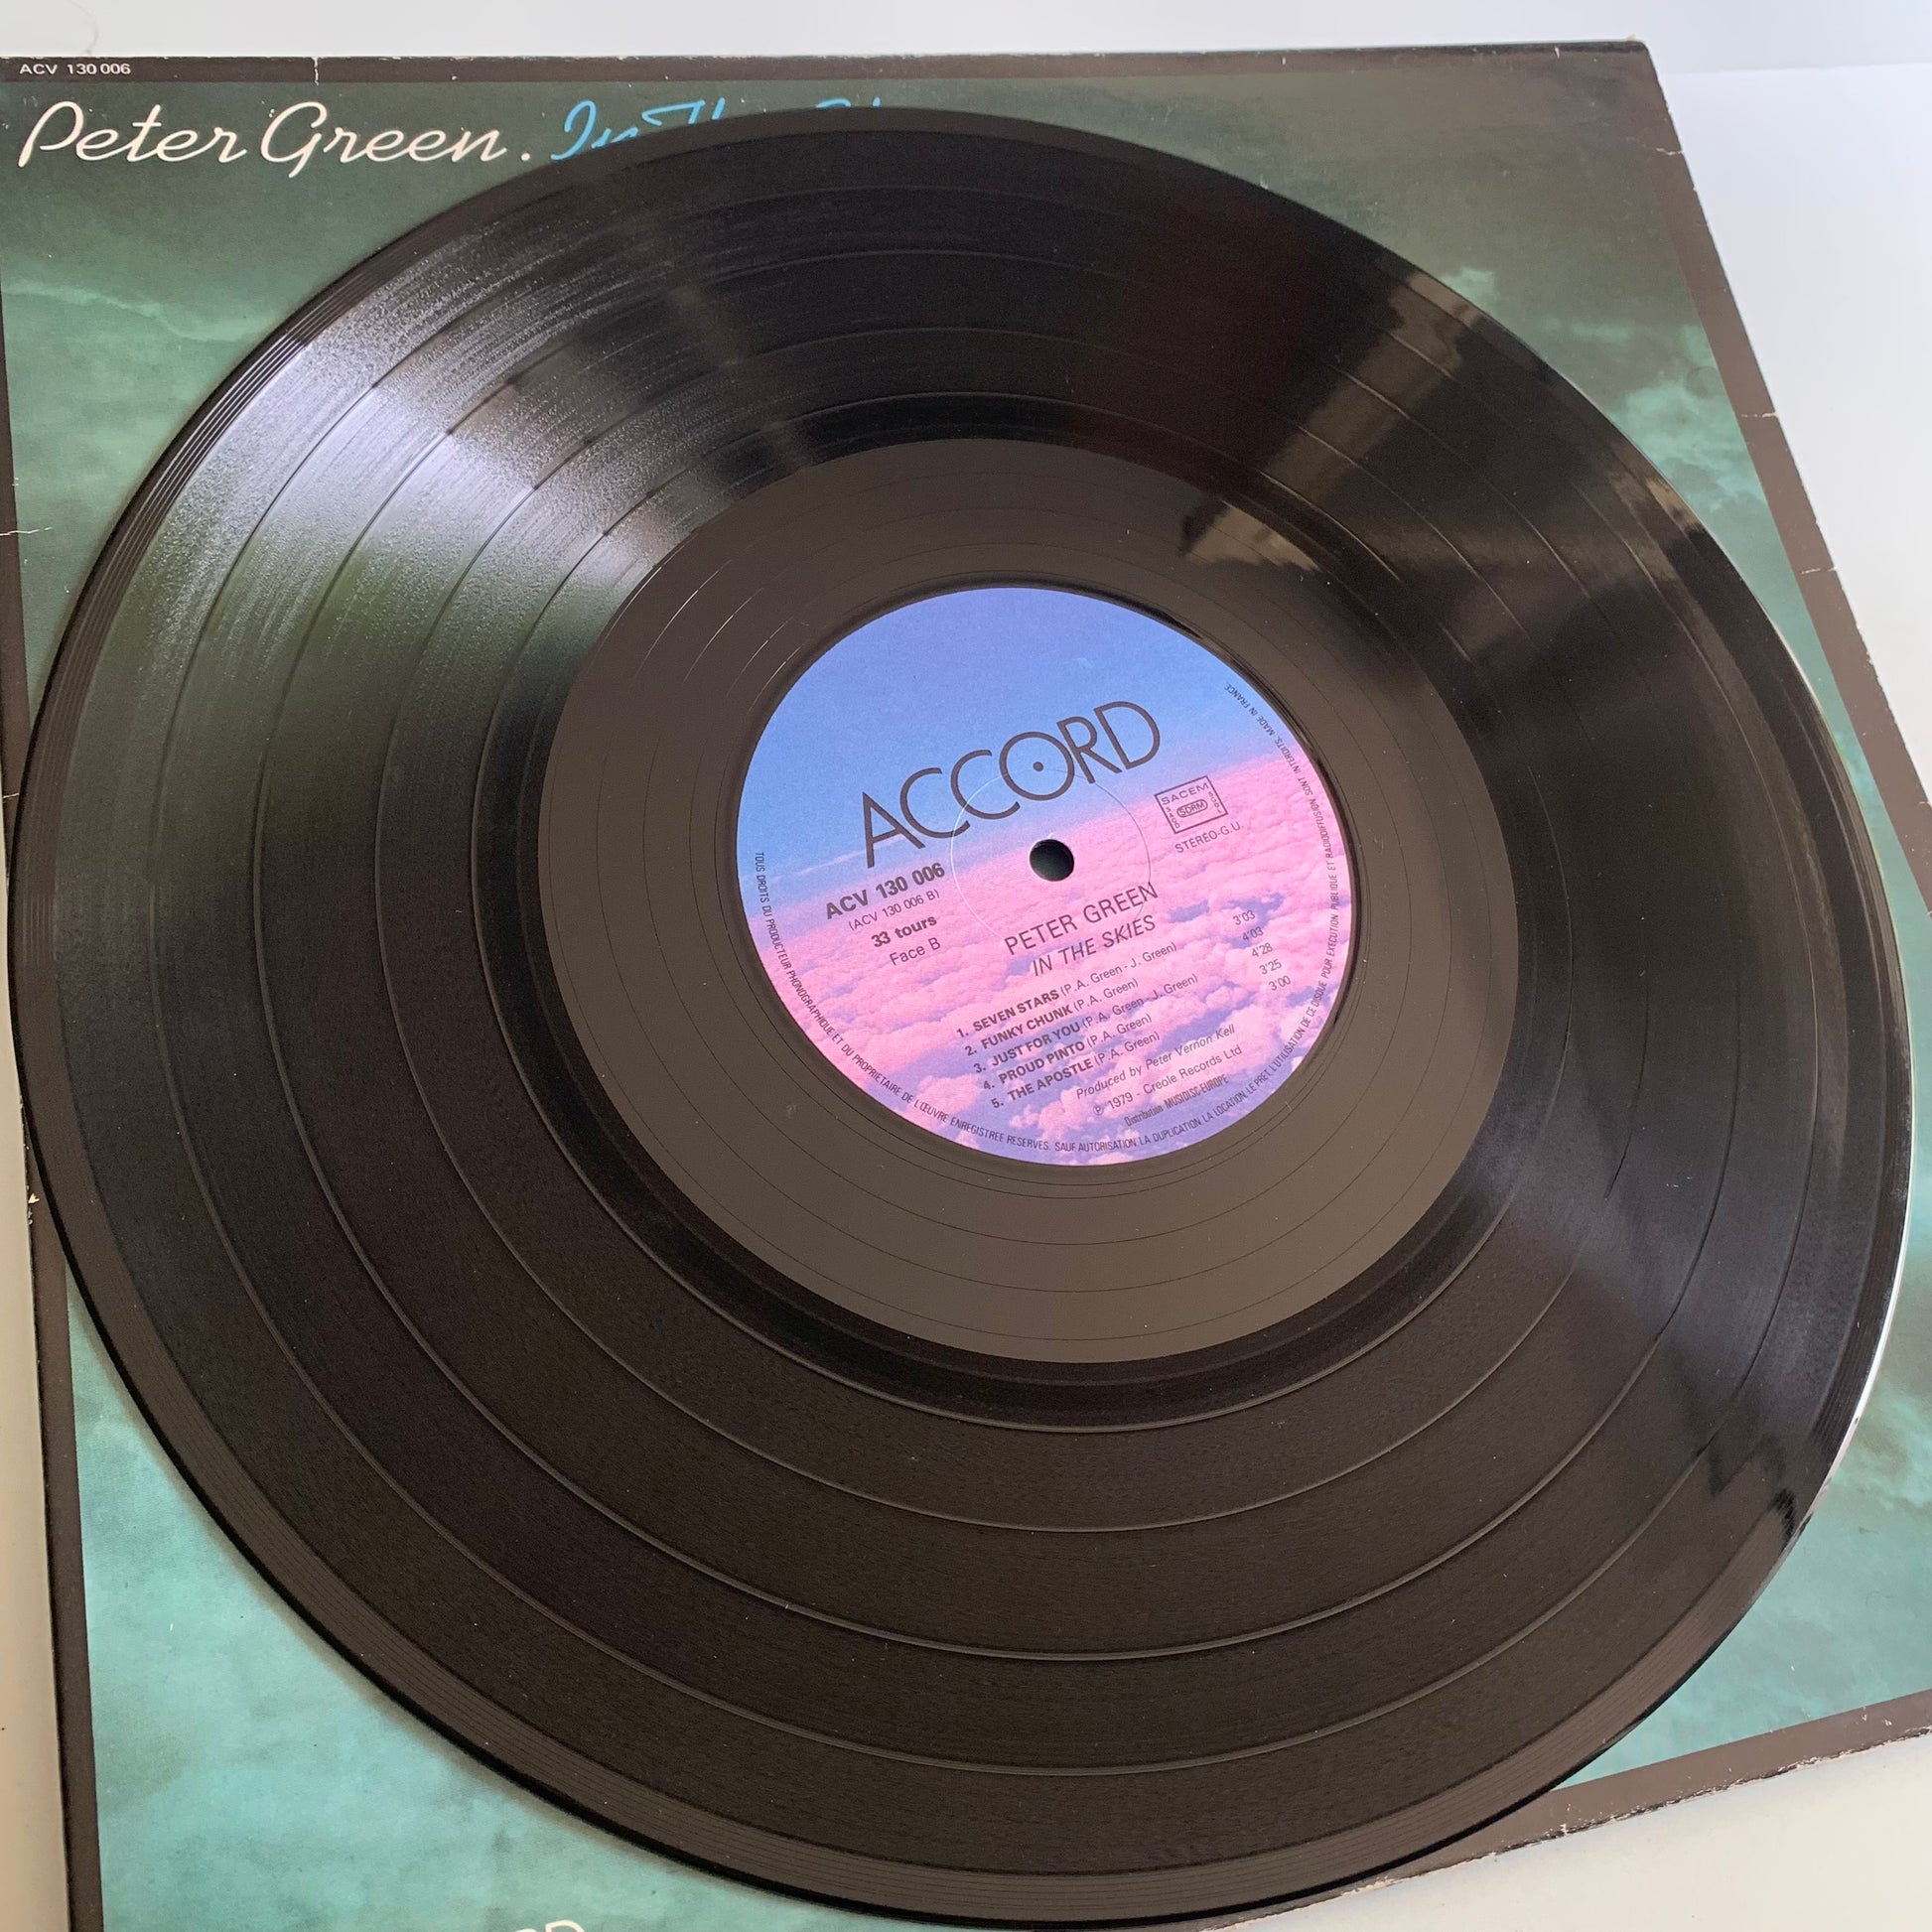 ACV 130 006
Peter Green. In The
ACCORD
SACEM
SDRM
STEREO-G.U.
ACV 130 006
(ACV 130 006 B)
33 tours
Face B
PETER GREEN
IN THE SKIES
1. SEVEN STARS (P.A. Green - J. Green) 3'03
2. FUNKY CHUNK (P.A. Green) 4'03
3. JUST FOR YOU (P.A. Green - J. Green) 4'28
4. PROUD PINTO (P.A. Green) 3'25
5. THE APOSTLE (P.A. Green) 3'00
Produced by Peter Vernon Kell
℗ 1979 - Creole Records Ltd
Distribution MUSIDISC-EUROPE
TOUS DROITS DU PRODUCTEUR PHONOGRAPHIQUE ET DU PROPRIETAIRE DE L'ŒUVRE ENREGISTREE RESERVES. SAUF AUTORISATION LA DUPLICATION, LA LOCATION, LE PRET, L'UTILISATION DE CE DISQUE POUR EXECUTION PUBLIQUE ET RADIODIFFUSION SONT INTERDITS. MADE IN FRANCE